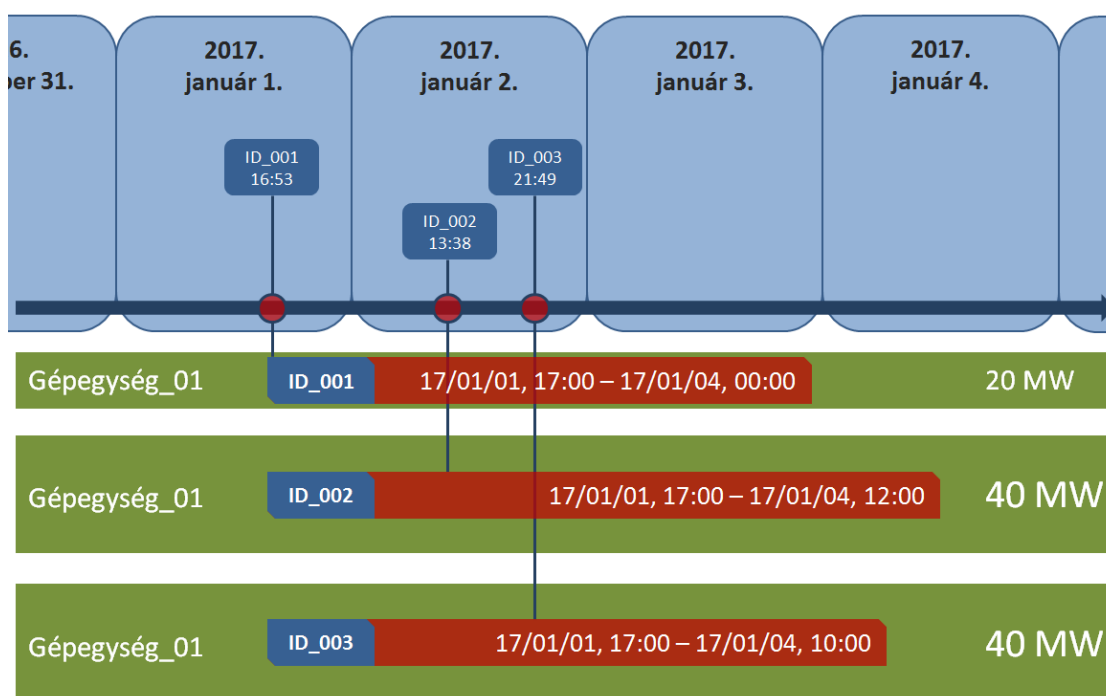 6.
ber 31.
2017.
január 1.
2017.
január 2.
2017.
január 3.
2017.
január 4.
ID_001
16:53
ID_003
21:49
ID_002
13:38
Gépegység_01 ID_001 17/01/01, 17:00 – 17/01/04, 00:00 20 MW
Gépegység_01 ID_002 17/01/01, 17:00 – 17/01/04, 12:00 40 MW
Gépegység_01 ID_003 17/01/01, 17:00 – 17/01/04, 10:00 40 MW